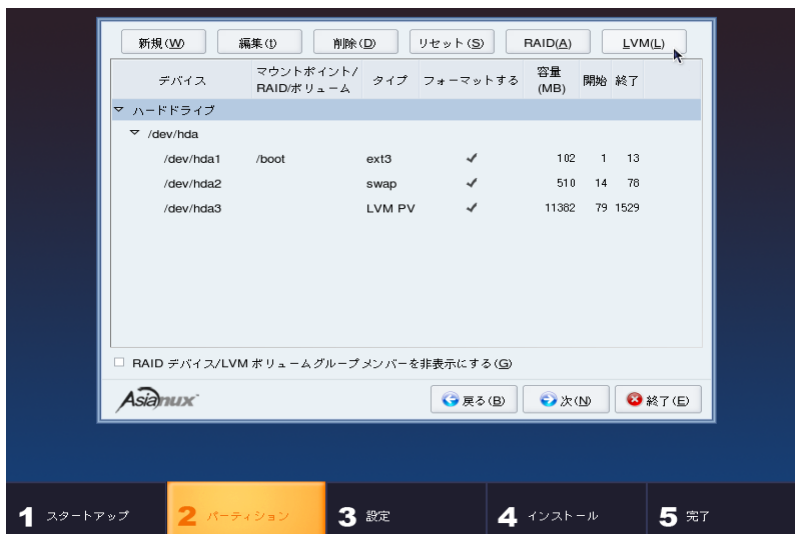 新規(W) 編集(I) 削除(D) リセット(S) RAID(A) LVM(L)
デバイス マウントポイント/RAID/ボリューム タイプ フォーマットする 容量(MB) 開始 終了
ハードドライブ
/dev/hda
/dev/hda1 /boot ext3 102 1 13
/dev/hda2 swap 510 14 78
/dev/hda3 LVM PV 11382 79 1529
RAID デバイス/LVM ボリュームグループメンバーを非表示にする(G)
Asianux 戻る(B) 次(N) 終了(E)
1 スタートアップ 2 パーティション 3 設定 4 インストール 5 完了